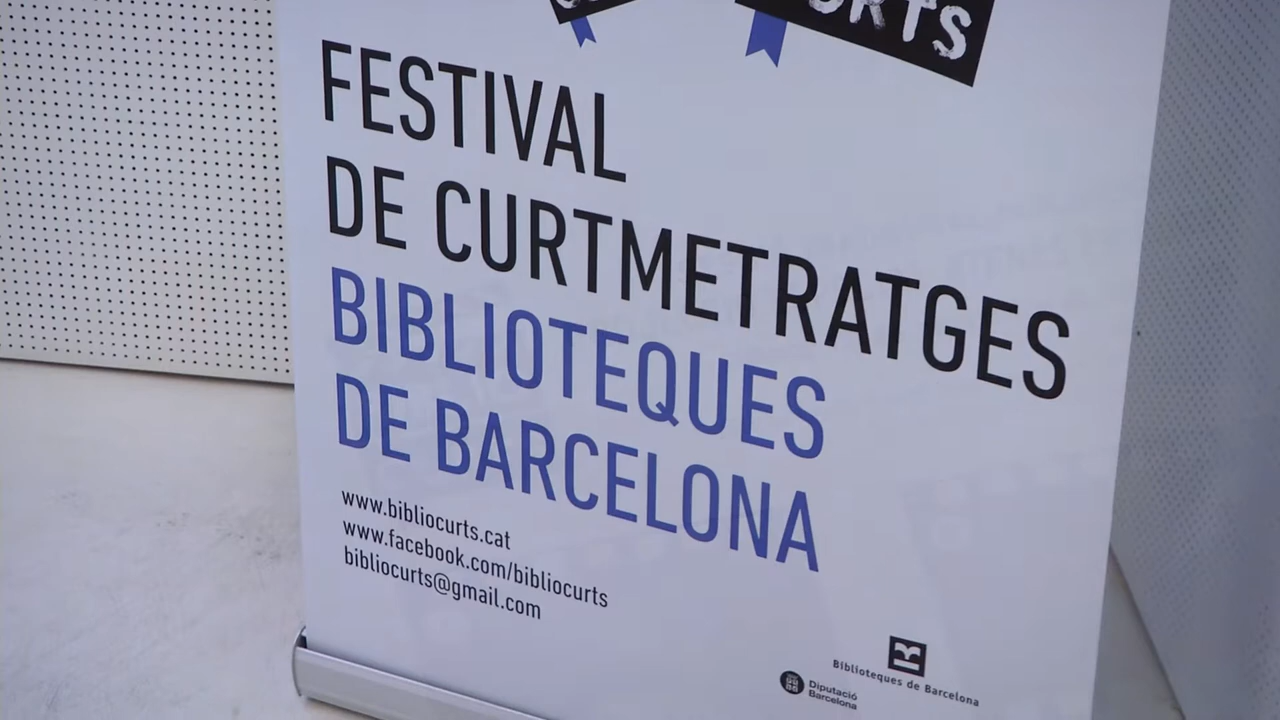 FESTIVAL
DE CURTMETRATGES
BIBLIOTEQUES
DE BARCELONA
www.bibliocurts.cat
www.facebook.com/bibliocurts
bibliocurts@gmail.com
Biblioteques de Barcelona
Diputació
Barcelona